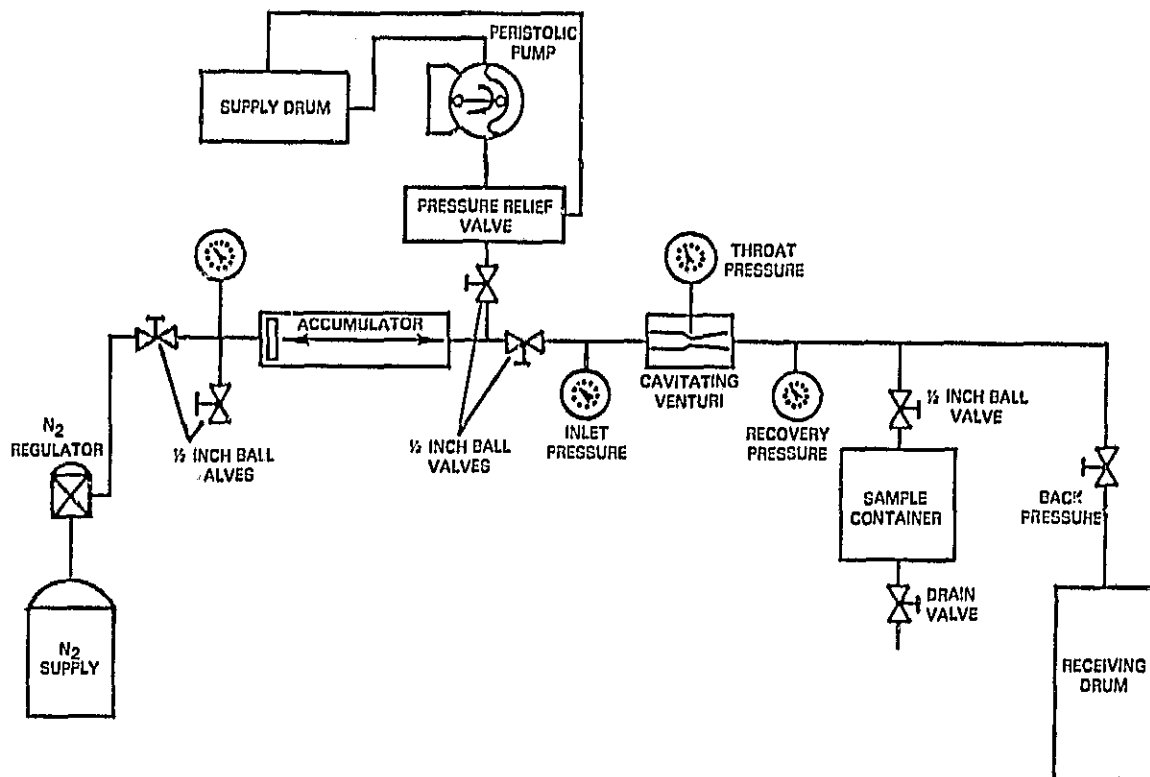 PERISTOLIC
PUMP
SUPPLY DRUM
PRESSURE RELIEF
VALVE
THROAT
PRESSURE
ACCUMULATOR
CAVITATING
VENTURI
½ INCH BALL
VALVE
N2
REGULATOR
½ INCH BALL
ALVES
½ INCH BALL
VALVES
INLET
PRESSURE
RECOVERY
PRESSURE
SAMPLE
CONTAINER
BACK
PRESSURE
DRAIN
VALVE
N2
SUPPLY
RECEIVING
DRUM